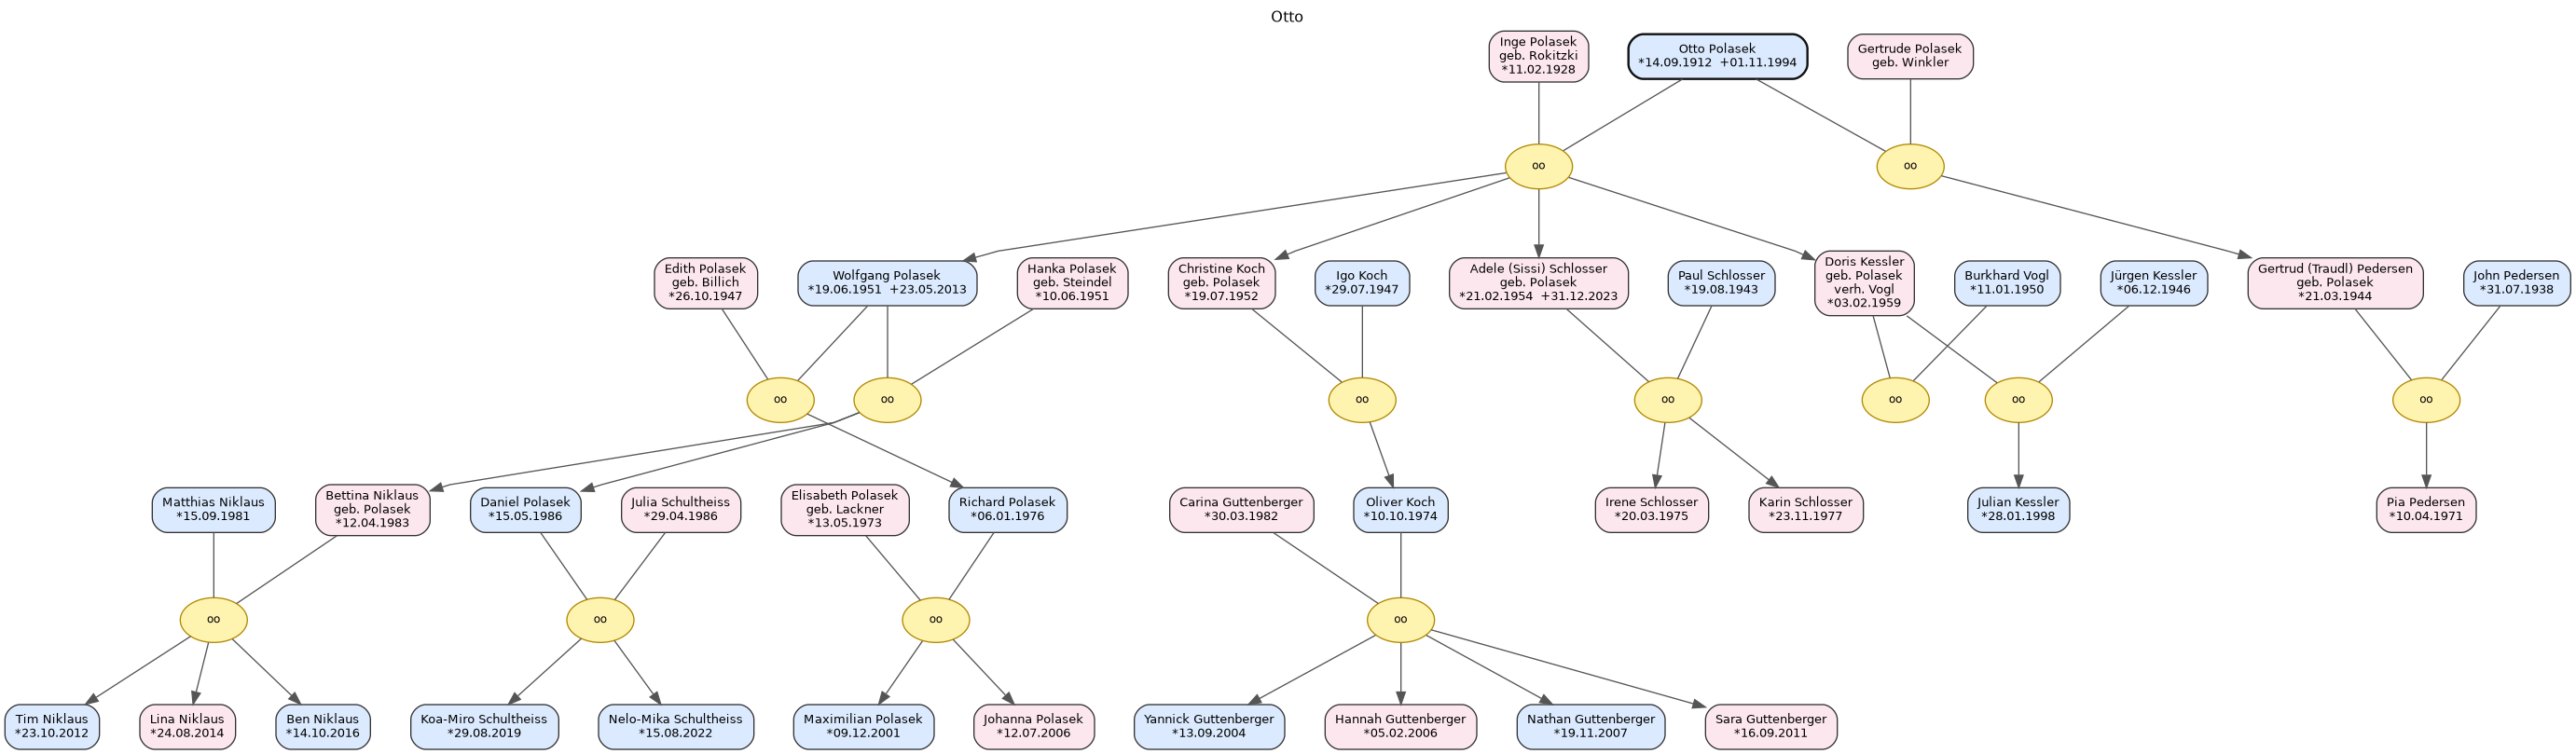 Otto
Inge Polasek
geb. Rokitzki
*11.02.1928
Otto Polasek
*14.09.1912  +01.11.1994
Gertrude Polasek
geb. Winkler
oo
oo
Edith Polasek
geb. Billich
*26.10.1947
Wolfgang Polasek
*19.06.1951  +23.05.2013
Hanka Polasek
geb. Steindel
*10.06.1951
Christine Koch
geb. Polasek
*19.07.1952
Igo Koch
*29.07.1947
Adele (Sissi) Schlosser
geb. Polasek
*21.02.1954  +31.12.2023
Paul Schlosser
*19.08.1943
Doris Kessler
geb. Polasek
verh. Vogl
*03.02.1959
Burkhard Vogl
*11.01.1950
Jürgen Kessler
*06.12.1946
Gertrud (Traudl) Pedersen
geb. Polasek
*21.03.1944
John Pedersen
*31.07.1938
oo
oo
oo
oo
oo
oo
oo
Matthias Niklaus
*15.09.1981
Bettina Niklaus
geb. Polasek
*12.04.1983
Daniel Polasek
*15.05.1986
Julia Schultheiss
*29.04.1986
Elisabeth Polasek
geb. Lackner
*13.05.1973
Richard Polasek
*06.01.1976
Carina Guttenberger
*30.03.1982
Oliver Koch
*10.10.1974
Irene Schlosser
*20.03.1975
Karin Schlosser
*23.11.1977
Julian Kessler
*28.01.1998
Pia Pedersen
*10.04.1971
oo
oo
oo
oo
Tim Niklaus
*23.10.2012
Lina Niklaus
*24.08.2014
Ben Niklaus
*14.10.2016
Koa-Miro Schultheiss
*29.08.2019
Nelo-Mika Schultheiss
*15.08.2022
Maximilian Polasek
*09.12.2001
Johanna Polasek
*12.07.2006
Yannick Guttenberger
*13.09.2004
Hannah Guttenberger
*05.02.2006
Nathan Guttenberger
*19.11.2007
Sara Guttenberger
*16.09.2011